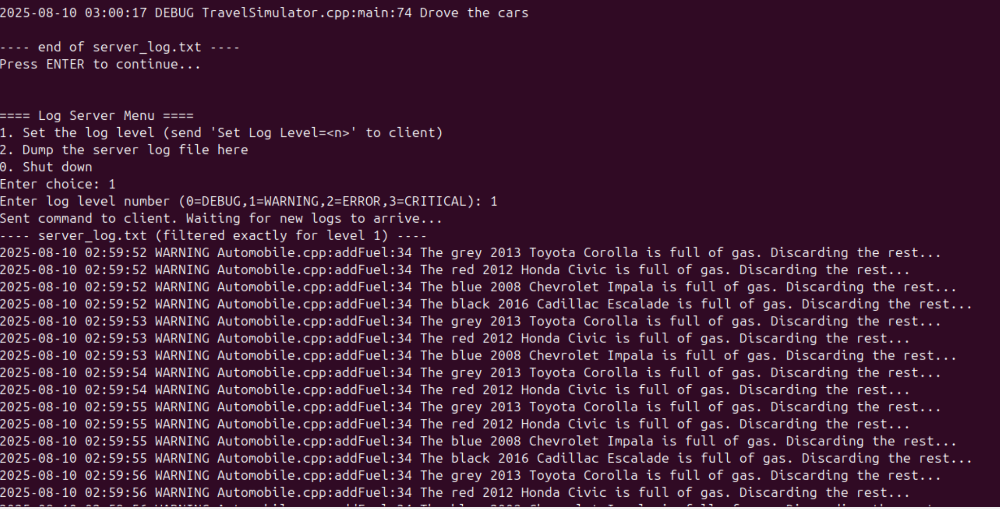 2025-08-10 03:00:17 DEBUG TravelSimulator.cpp:main:74 Drove the cars
---- end of server_log.txt ----
Press ENTER to continue...
==== Log Server Menu ====
1. Set the log level (send 'Set Log Level=<n>' to client)
2. Dump the server log file here
0. Shut down
Enter choice: 1
Enter log level number (0=DEBUG,1=WARNING,2=ERROR,3=CRITICAL): 1
Sent command to client. Waiting for new logs to arrive...
---- server_log.txt (filtered exactly for level 1) ----
2025-08-10 02:59:52 WARNING Automobile.cpp:addFuel:34 The grey 2013 Toyota Corolla is full of gas. Discarding the rest...
2025-08-10 02:59:52 WARNING Automobile.cpp:addFuel:34 The red 2012 Honda Civic is full of gas. Discarding the rest...
2025-08-10 02:59:52 WARNING Automobile.cpp:addFuel:34 The blue 2008 Chevrolet Impala is full of gas. Discarding the rest...
2025-08-10 02:59:52 WARNING Automobile.cpp:addFuel:34 The black 2016 Cadillac Escalade is full of gas. Discarding the rest...
2025-08-10 02:59:53 WARNING Automobile.cpp:addFuel:34 The grey 2013 Toyota Corolla is full of gas. Discarding the rest...
2025-08-10 02:59:53 WARNING Automobile.cpp:addFuel:34 The red 2012 Honda Civic is full of gas. Discarding the rest...
2025-08-10 02:59:53 WARNING Automobile.cpp:addFuel:34 The blue 2008 Chevrolet Impala is full of gas. Discarding the rest...
2025-08-10 02:59:54 WARNING Automobile.cpp:addFuel:34 The grey 2013 Toyota Corolla is full of gas. Discarding the rest...
2025-08-10 02:59:54 WARNING Automobile.cpp:addFuel:34 The red 2012 Honda Civic is full of gas. Discarding the rest...
2025-08-10 02:59:55 WARNING Automobile.cpp:addFuel:34 The grey 2013 Toyota Corolla is full of gas. Discarding the rest...
2025-08-10 02:59:55 WARNING Automobile.cpp:addFuel:34 The red 2012 Honda Civic is full of gas. Discarding the rest...
2025-08-10 02:59:55 WARNING Automobile.cpp:addFuel:34 The blue 2008 Chevrolet Impala is full of gas. Discarding the rest...
2025-08-10 02:59:55 WARNING Automobile.cpp:addFuel:34 The black 2016 Cadillac Escalade is full of gas. Discarding the rest...
2025-08-10 02:59:56 WARNING Automobile.cpp:addFuel:34 The grey 2013 Toyota Corolla is full of gas. Discarding the rest...
2025-08-10 02:59:56 WARNING Automobile.cpp:addFuel:34 The red 2012 Honda Civic is full of gas. Discarding the rest...